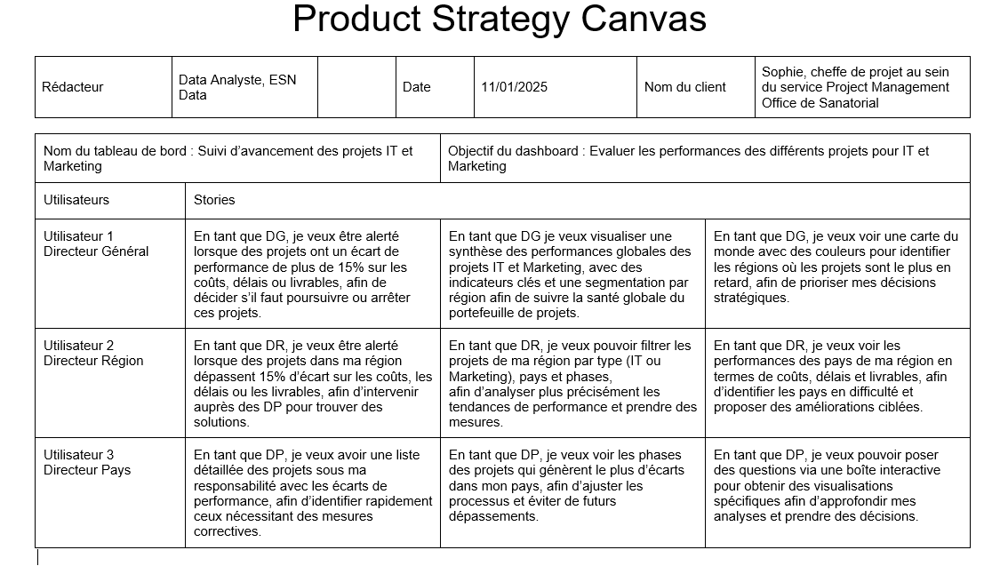 Product Strategy Canvas
Rédacteur
Data Analyste, ESN
Data
Date
11/01/2025
Nom du client
Sophie, cheffe de projet au sein
du service Project Management
Office de Sanatorial
Nom du tableau de bord : Suivi d’avancement des projets IT et
Marketing
Objectif du dashboard : Evaluer les performances des différents projets pour IT et
Marketing
Utilisateurs
Stories
Utilisateur 1
Directeur Général
En tant que DG, je veux être alerté
lorsque des projets ont un écart de
performance de plus de 15% sur les
coûts, délais ou livrables, afin de
décider s’il faut poursuivre ou arrêter
ces projets.
En tant que DG je veux visualiser une
synthèse des performances globales des
projets IT et Marketing, avec des
indicateurs clés et une segmentation par
région afin de suivre la santé globale du
portefeuille de projets.
En tant que DG, je veux voir une carte du
monde avec des couleurs pour identifier
les régions où les projets sont le plus en
retard, afin de prioriser mes décisions
stratégiques.
Utilisateur 2
Directeur Région
En tant que DR, je veux être alerté
lorsque des projets dans ma région
dépassent 15% d’écart sur les coûts, les
délais ou les livrables, afin d’intervenir
auprès des DP pour trouver des
solutions.
En tant que DR, je veux pouvoir filtrer les
projets de ma région par type (IT ou
Marketing), pays et phases,
afin d’analyser plus précisément les
tendances de performance et prendre des
mesures.
En tant que DR, je veux voir les
performances des pays de ma région en
termes de coûts, délais et livrables, afin
d’identifier les pays en difficulté et
proposer des améliorations ciblées.
Utilisateur 3
Directeur Pays
En tant que DP, je veux avoir une liste
détaillée des projets sous ma
responsabilité avec les écarts de
performance, afin d’identifier rapidement
ceux nécessitant des mesures
correctives.
En tant que DP, je veux voir les phases
des projets qui génèrent le plus d’écarts
dans mon pays, afin d’ajuster les
processus et éviter de futurs
dépassements.
En tant que DP, je veux pouvoir poser
des questions via une boîte interactive
pour obtenir des visualisations
spécifiques afin d’approfondir mes
analyses et prendre des décisions.